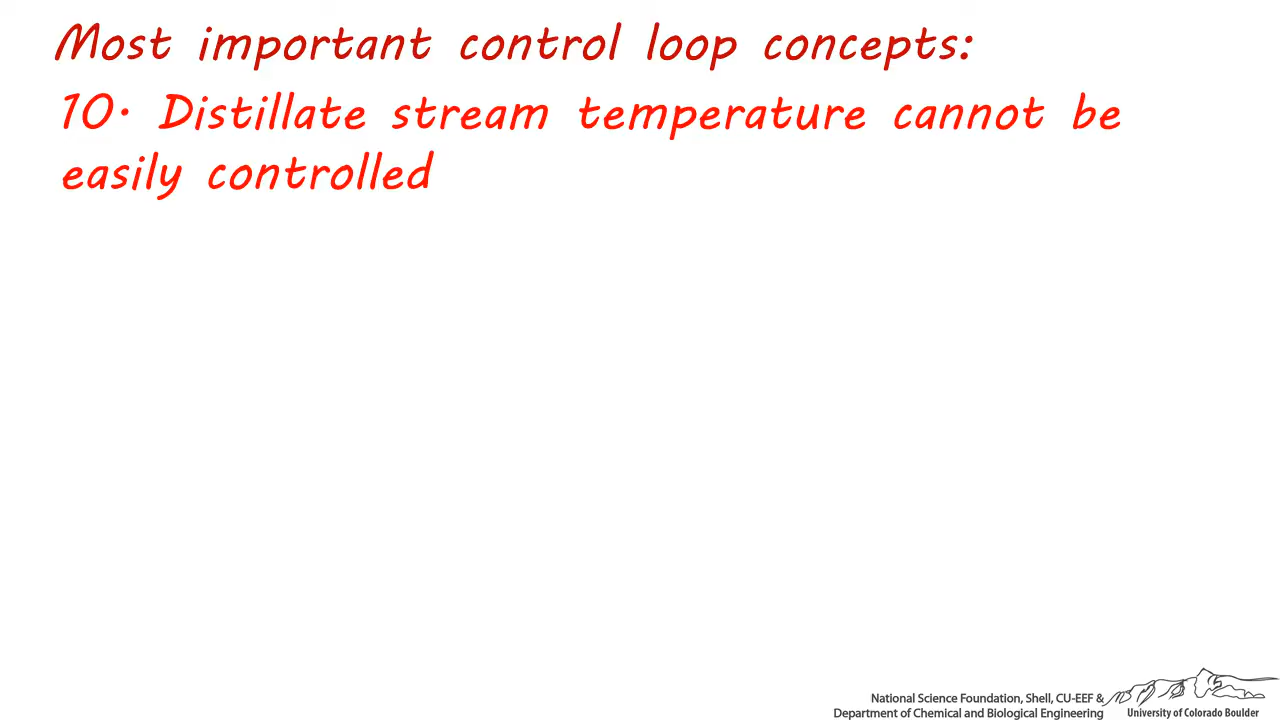 Most important control loop concepts:
10. Distillate stream temperature cannot be
easily controlled
National Science Foundation, Shell, CU-EEF &
Department of Chemical and Biological Engineering
University of Colorado Boulder